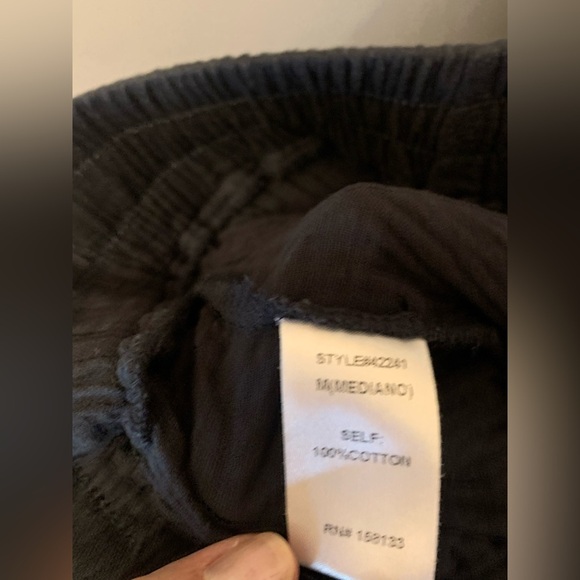 STYLE#42241
M(MEDIANO)
SELF:
100%COTTON
RN# 158133